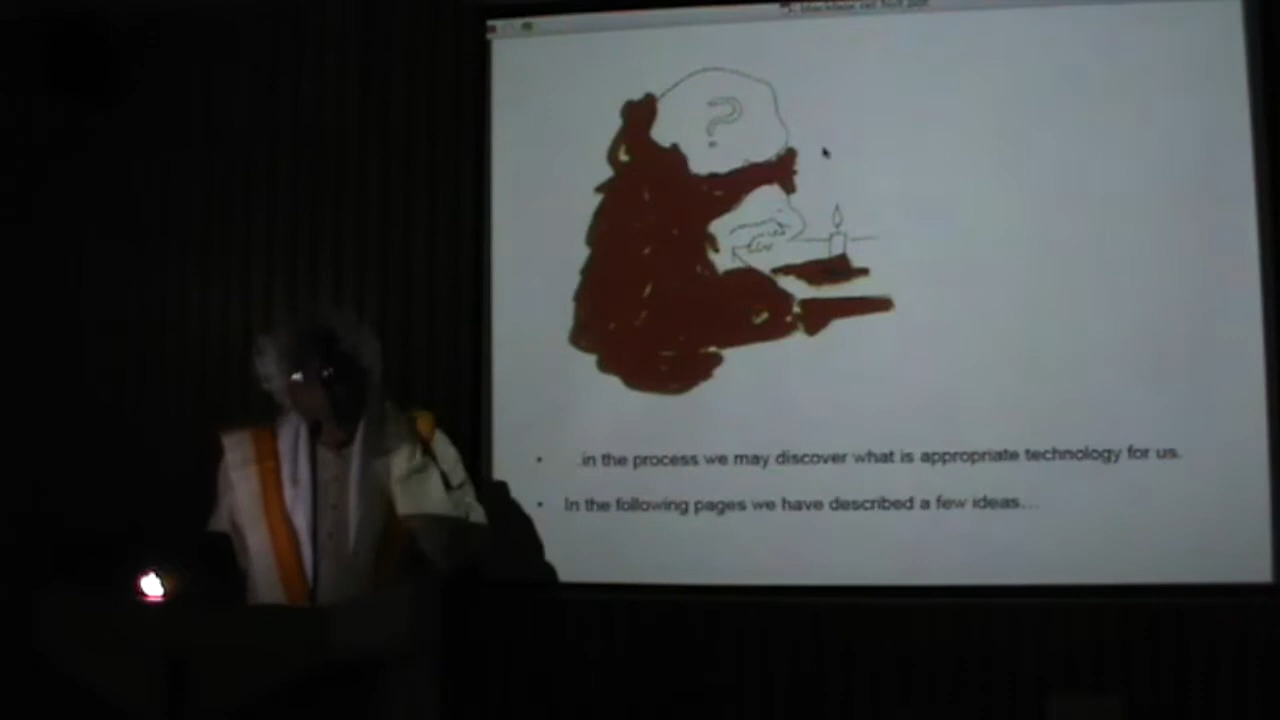 ?
.in the process we may discover what is appropriate technology for us.
In the following pages we have described a few ideas...